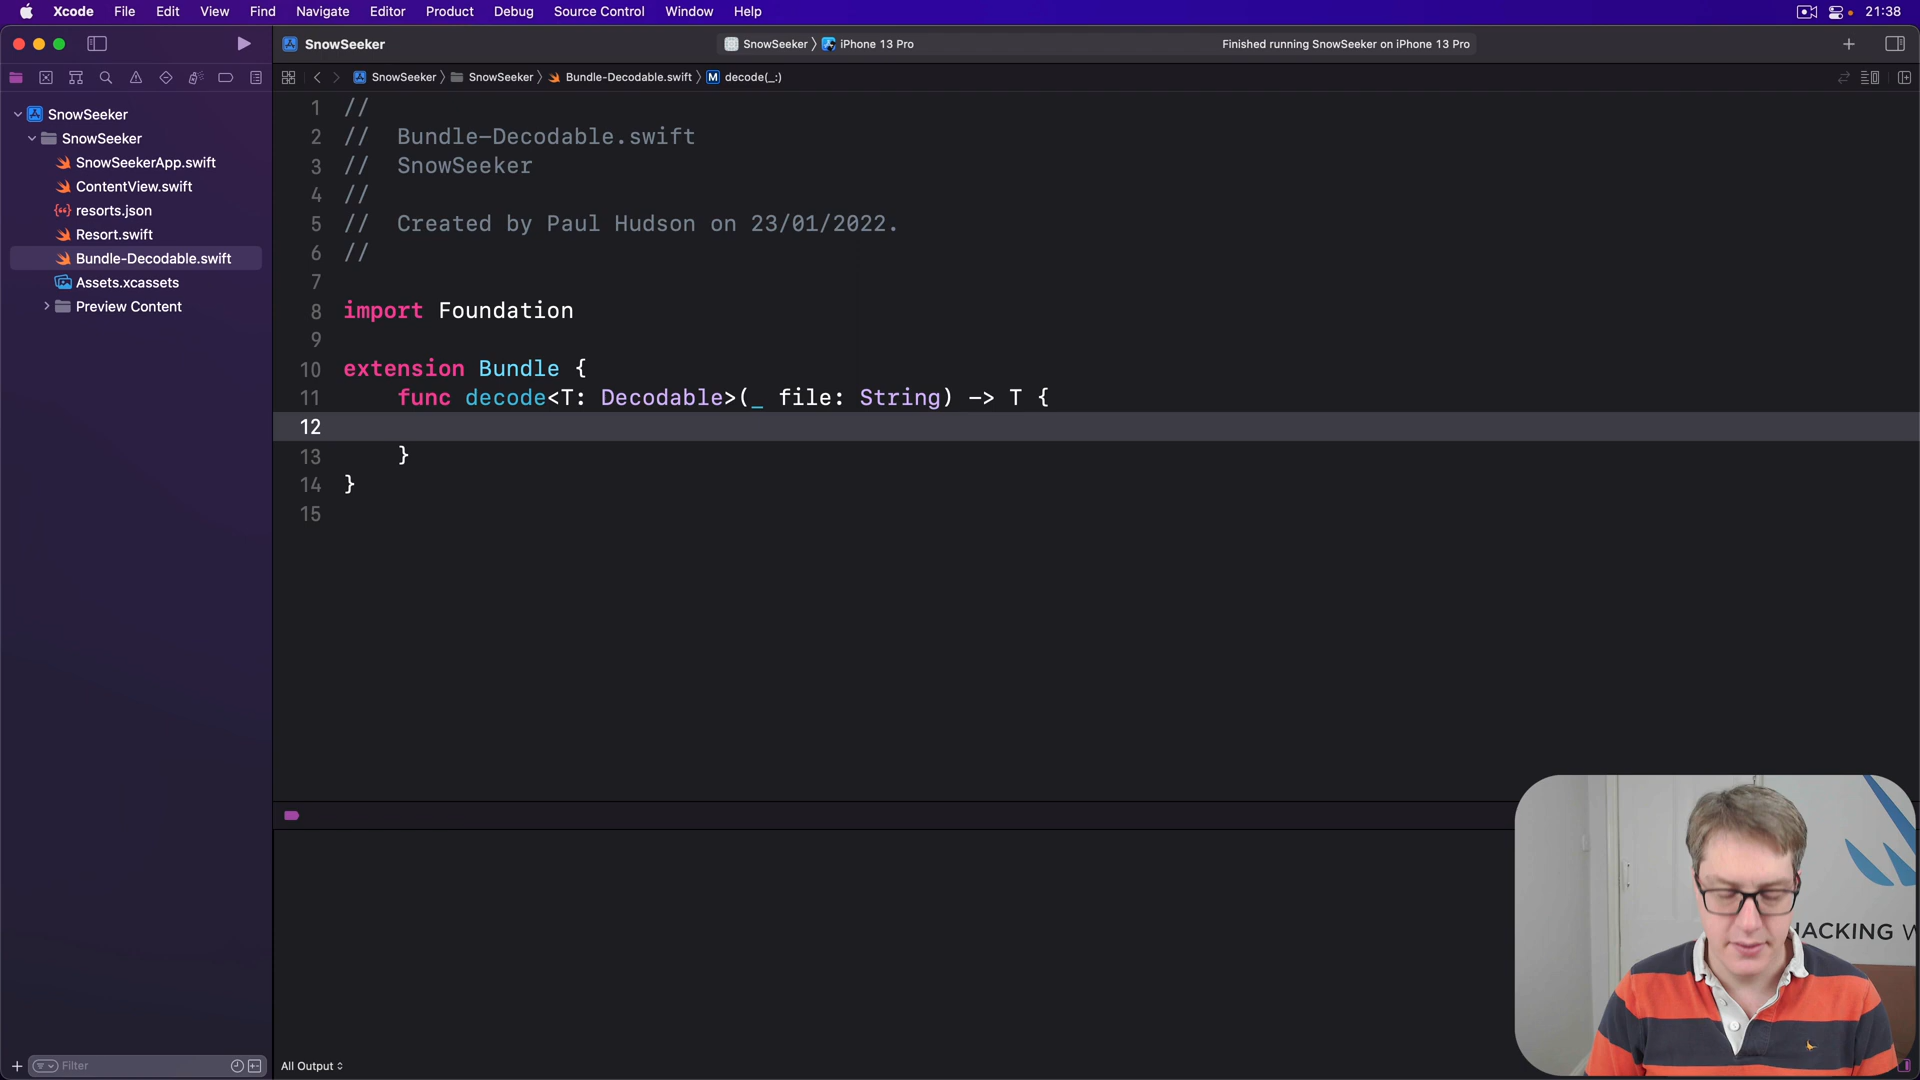 Xcode File Edit View Find Navigate Editor Product Debug Source Control Window Help 21:38
SnowSeeker SnowSeeker iPhone 13 Pro Finished running SnowSeeker on iPhone 13 Pro
SnowSeeker SnowSeeker Bundle-Decodable.swift M decode(_:)
SnowSeeker
SnowSeeker
SnowSeekerApp.swift
ContentView.swift
resorts.json
Resort.swift
Bundle-Decodable.swift
Assets.xcassets
Preview Content
Filter
1 //
2 // Bundle-Decodable.swift
3 // SnowSeeker
4 //
5 // Created by Paul Hudson on 23/01/2022.
6 //
7
8 import Foundation
9
10 extension Bundle {
11 func decode<T: Decodable>(_ file: String) -> T {
12
13 }
14 }
15
All Output
HACKING W